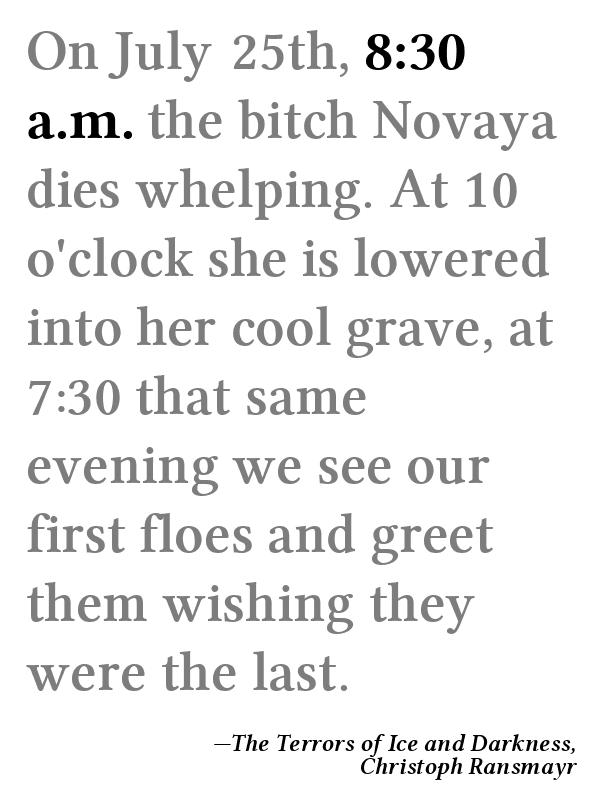 On July 25th, 8:30
a.m. the bitch Novaya
dies whelping. At 10
o'clock she is lowered
into her cool grave, at
7:30 that same
evening we see our
first floes and greet
them wishing they
were the last.
—The Terrors of Ice and Darkness,
Christoph Ransmayr